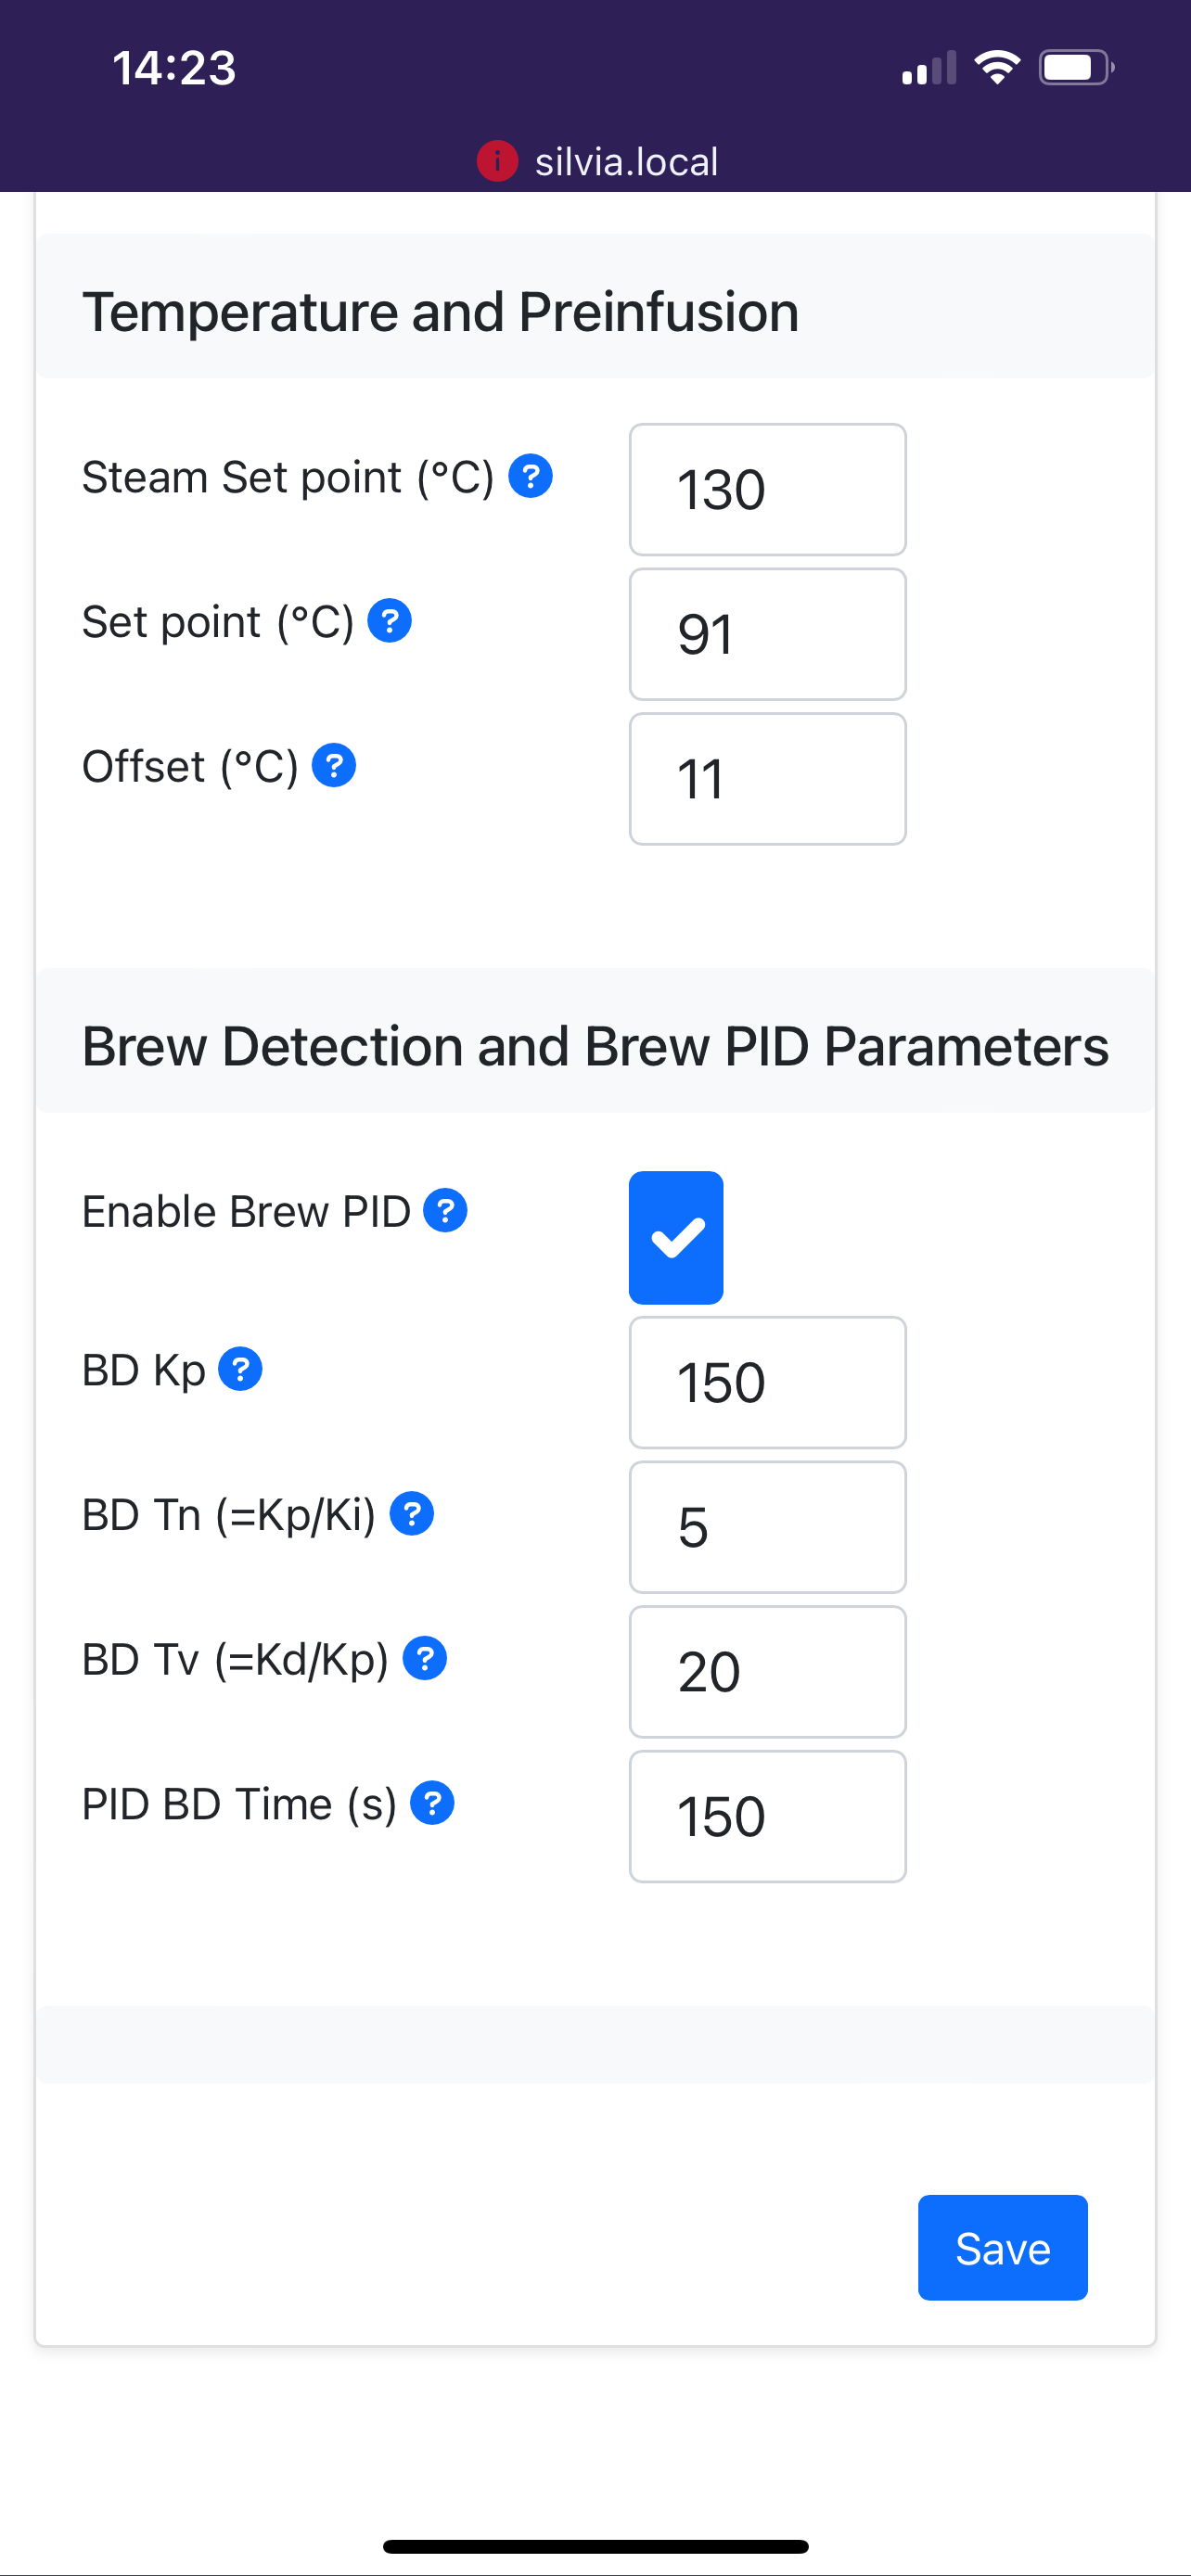 14:23
silvia.local
Temperature and Preinfusion
Steam Set point (°C) ? 130
Set point (°C) ? 91
Offset (°C) ? 11
Brew Detection and Brew PID Parameters
Enable Brew PID ?
BD Kp ? 150
BD Tn (=Kp/Ki) ? 5
BD Tv (=Kd/Kp) ? 20
PID BD Time (s) ? 150
Save